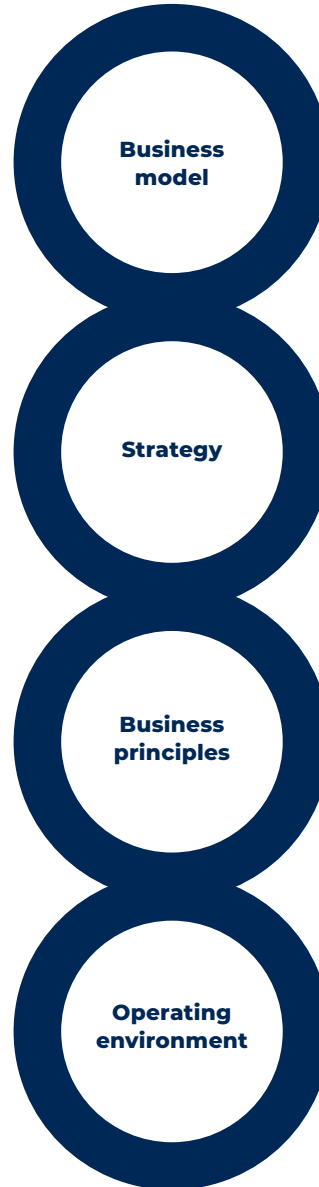 Business
model
Strategy
Business
principles
Operating
environment